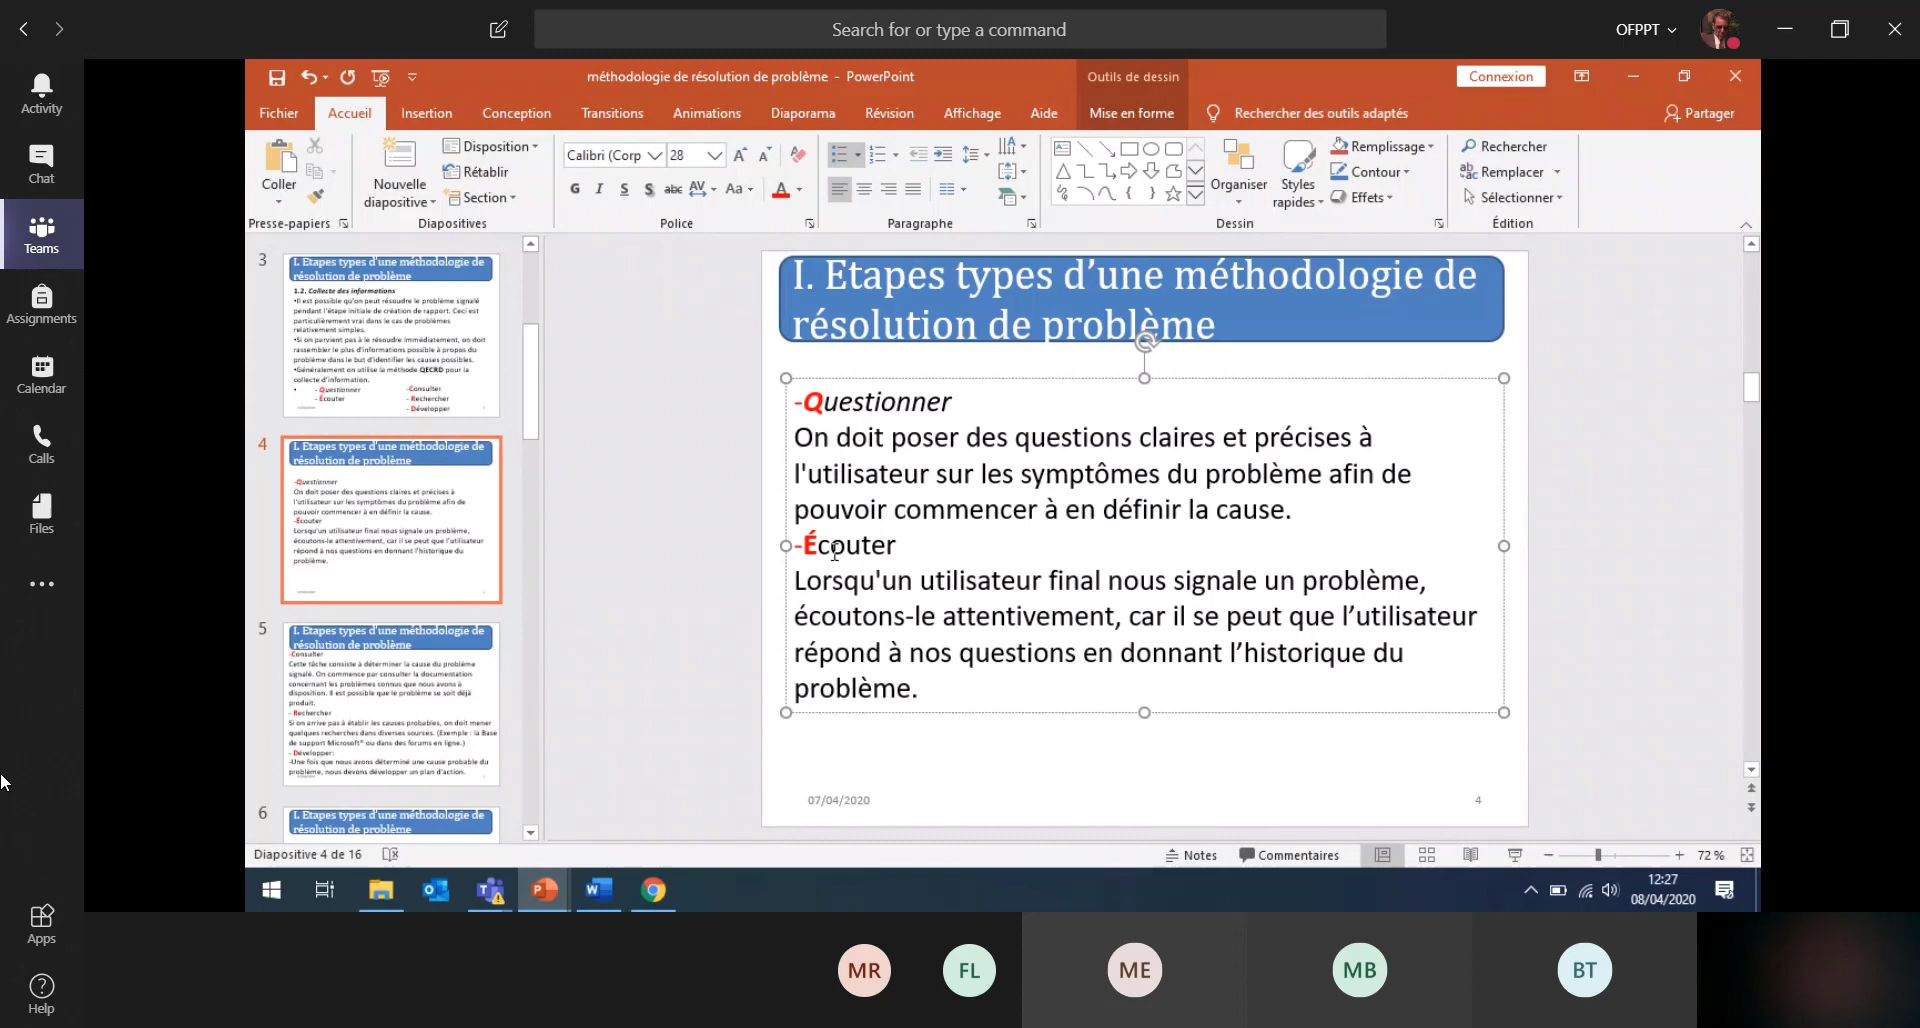 Search for or type a command
OFPPT
Activity
Chat
Teams
Assignments
Calendar
Calls
Files
Apps
Help
méthodologie de résolution de problème - PowerPoint
Outils de dessin
Connexion
Fichier Accueil Insertion Conception Transitions Animations Diaporama Révision Affichage Aide Mise en forme Rechercher des outils adaptés Partager
Coller
Presse-papiers
Nouvelle
diapositive
Disposition
Rétablir
Section
Diapositives
Calibri (Corp 28
G I S S abc AV Aa A
Police
Paragraphe
Organiser
Styles
rapides
Remplissage
Contour
Effets
Dessin
Rechercher
Remplacer
Sélectionner
Édition
3
I. Etapes types d'une méthodologie de
résolution de problème
1.2. Collecte des informations
•Il est possible qu'on peut résoudre le problème signalé
pendant l'étape initiale de création de rapport. Ceci est
particulièrement vrai dans le cas de problèmes
relativement simples.
•Si on parvient pas à le résoudre immédiatement, on doit
rassembler le plus d'informations possible à propos du
problème dans le but d'identifier les causes possibles.
•Généralement on utilise la méthode QECRD pour la
collecte d'information.
• - Questionner -Consulter
- Écouter - Rechercher
- Développer
4
I. Etapes types d'une méthodologie de
résolution de problème
-Questionner
On doit poser des questions claires et précises à
l'utilisateur sur les symptômes du problème afin de
pouvoir commencer à en définir la cause.
-Écouter
Lorsqu'un utilisateur final nous signale un problème,
écoutons-le attentivement, car il se peut que l'utilisateur
répond à nos questions en donnant l'historique du
problème.
5
I. Etapes types d'une méthodologie de
résolution de problème
-Consulter
Cette tâche consiste à déterminer la cause du problème
signalé. On commence par consulter la documentation
concernant les problèmes connus que nous avons à
disposition. Il est possible que le problème se soit déjà
produit.
- Rechercher
Si on arrive pas à établir les causes probables, on doit mener
quelques recherches dans diverses sources. (Exemple : la Base
de support Microsoft® ou dans des forums en ligne.)
- Développer:
-Une fois que nous avons déterminé une cause probable du
problème, nous devons développer un plan d'action.
6
I. Etapes types d'une méthodologie de
résolution de problème
I. Etapes types d’une méthodologie de
résolution de problème
-Questionner
On doit poser des questions claires et précises à
l'utilisateur sur les symptômes du problème afin de
pouvoir commencer à en définir la cause.
-Écouter
Lorsqu'un utilisateur final nous signale un problème,
écoutons-le attentivement, car il se peut que l’utilisateur
répond à nos questions en donnant l’historique du
problème.
07/04/2020 4
Diapositive 4 de 16
Notes Commentaires 72 %
12:27
08/04/2020
MR FL ME MB BT